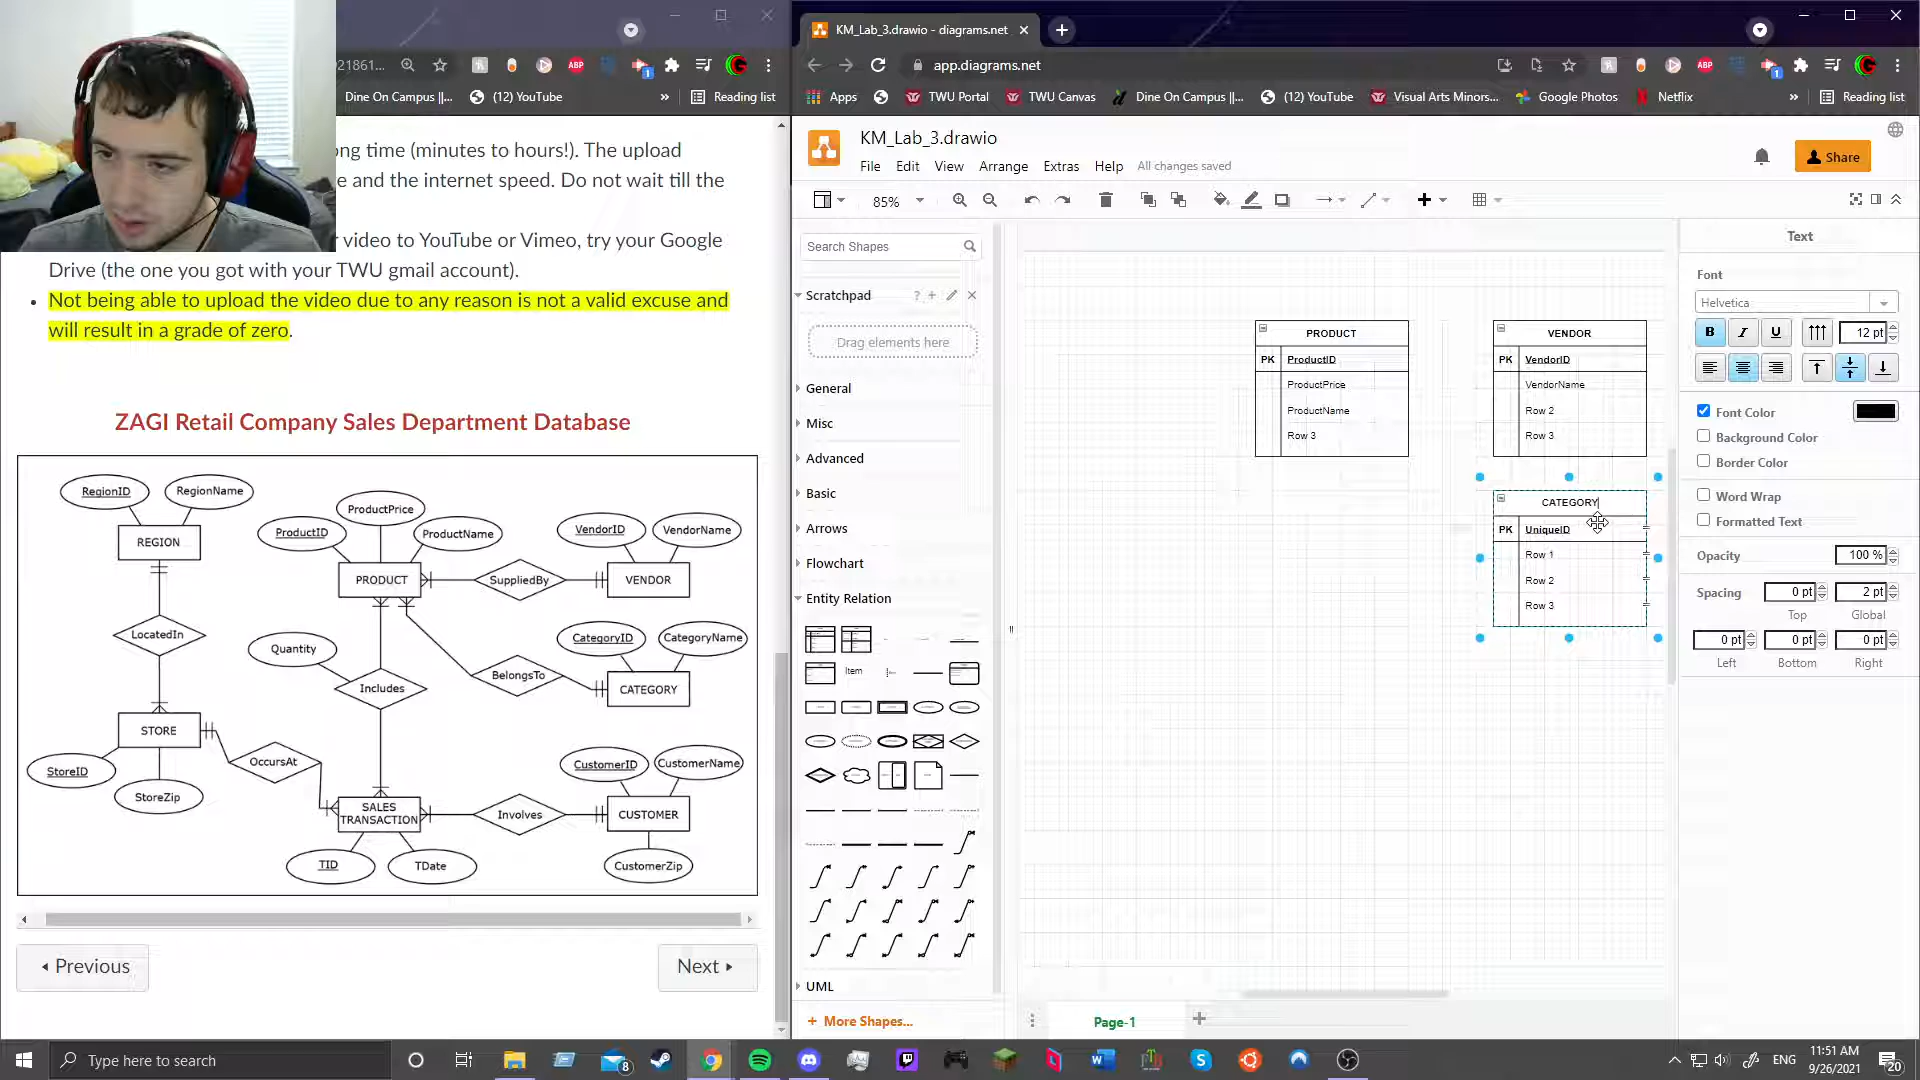 021861...
Dine On Campus ||...
(12) YouTube
»
Reading list
ong time (minutes to hours!). The upload
e and the internet speed. Do not wait till the
video to YouTube or Vimeo, try your Google
Drive (the one you got with your TWU gmail account).
Not being able to upload the video due to any reason is not a valid excuse and
will result in a grade of zero.
ZAGI Retail Company Sales Department Database
RegionID
RegionName
REGION
LocatedIn
STORE
StoreID
StoreZip
OccursAt
ProductID
ProductPrice
ProductName
PRODUCT
SuppliedBy
VendorID
VendorName
VENDOR
Quantity
Includes
BelongsTo
CategoryID
CategoryName
CATEGORY
SALES
TRANSACTION
TID
TDate
Involves
CustomerID
CustomerName
CUSTOMER
CustomerZip
Previous
Next
KM_Lab_3.drawio - diagrams.net
app.diagrams.net
Apps
TWU Portal
TWU Canvas
Dine On Campus ||...
(12) YouTube
Visual Arts Minors...
Google Photos
Netflix
»
Reading list
KM_Lab_3.drawio
File
Edit
View
Arrange
Extras
Help
All changes saved
Share
85%
Search Shapes
Scratchpad
Drag elements here
General
Misc
Advanced
Basic
Arrows
Flowchart
Entity Relation
Item
UML
+ More Shapes...
PRODUCT
PK
ProductID
ProductPrice
ProductName
Row 3
VENDOR
PK
VendorID
VendorName
Row 2
Row 3
CATEGORY
PK
UniqueID
Row 1
Row 2
Row 3
Page-1
Text
Font
Helvetica
B
I
U
12 pt
Font Color
Background Color
Border Color
Word Wrap
Formatted Text
Opacity
100 %
Spacing
0 pt
2 pt
Top
Global
0 pt
0 pt
0 pt
Left
Bottom
Right
Type here to search
8
ENG
11:51 AM
9/26/2021
20